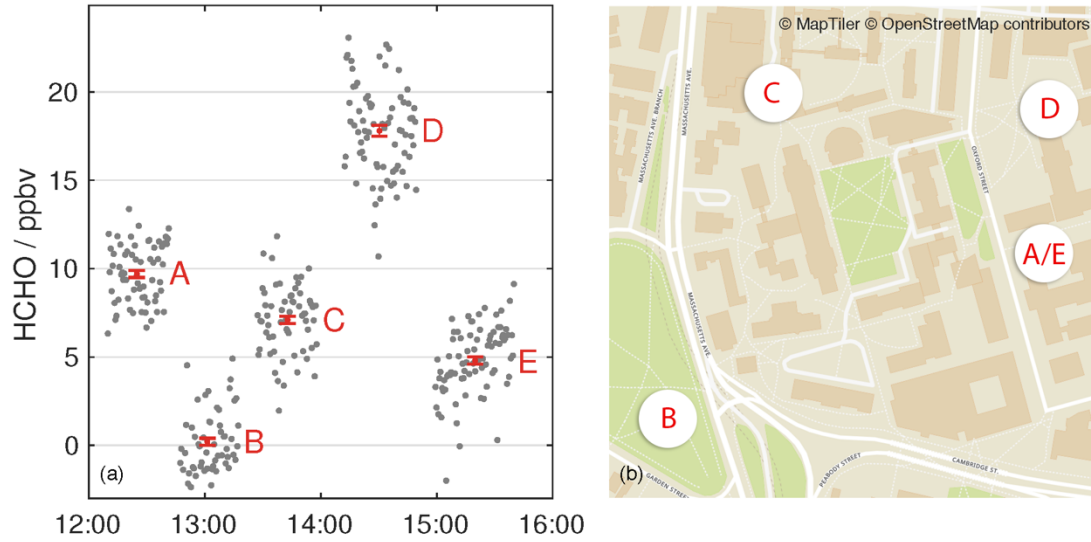 HCHO / ppbv
20
15
10
5
0
A
B
C
D
E
(a)
12:00 13:00 14:00 15:00 16:00
© MapTiler © OpenStreetMap contributors
C
D
A/E
B
MASSACHUSETTS AVE. BRANCH
MASSACHUSETTS AVE.
OXFORD STREET
MASSACHUSETTS AVE.
CAMBRIDGE ST.
PEABODY STREET
GARDEN STREET
(b)